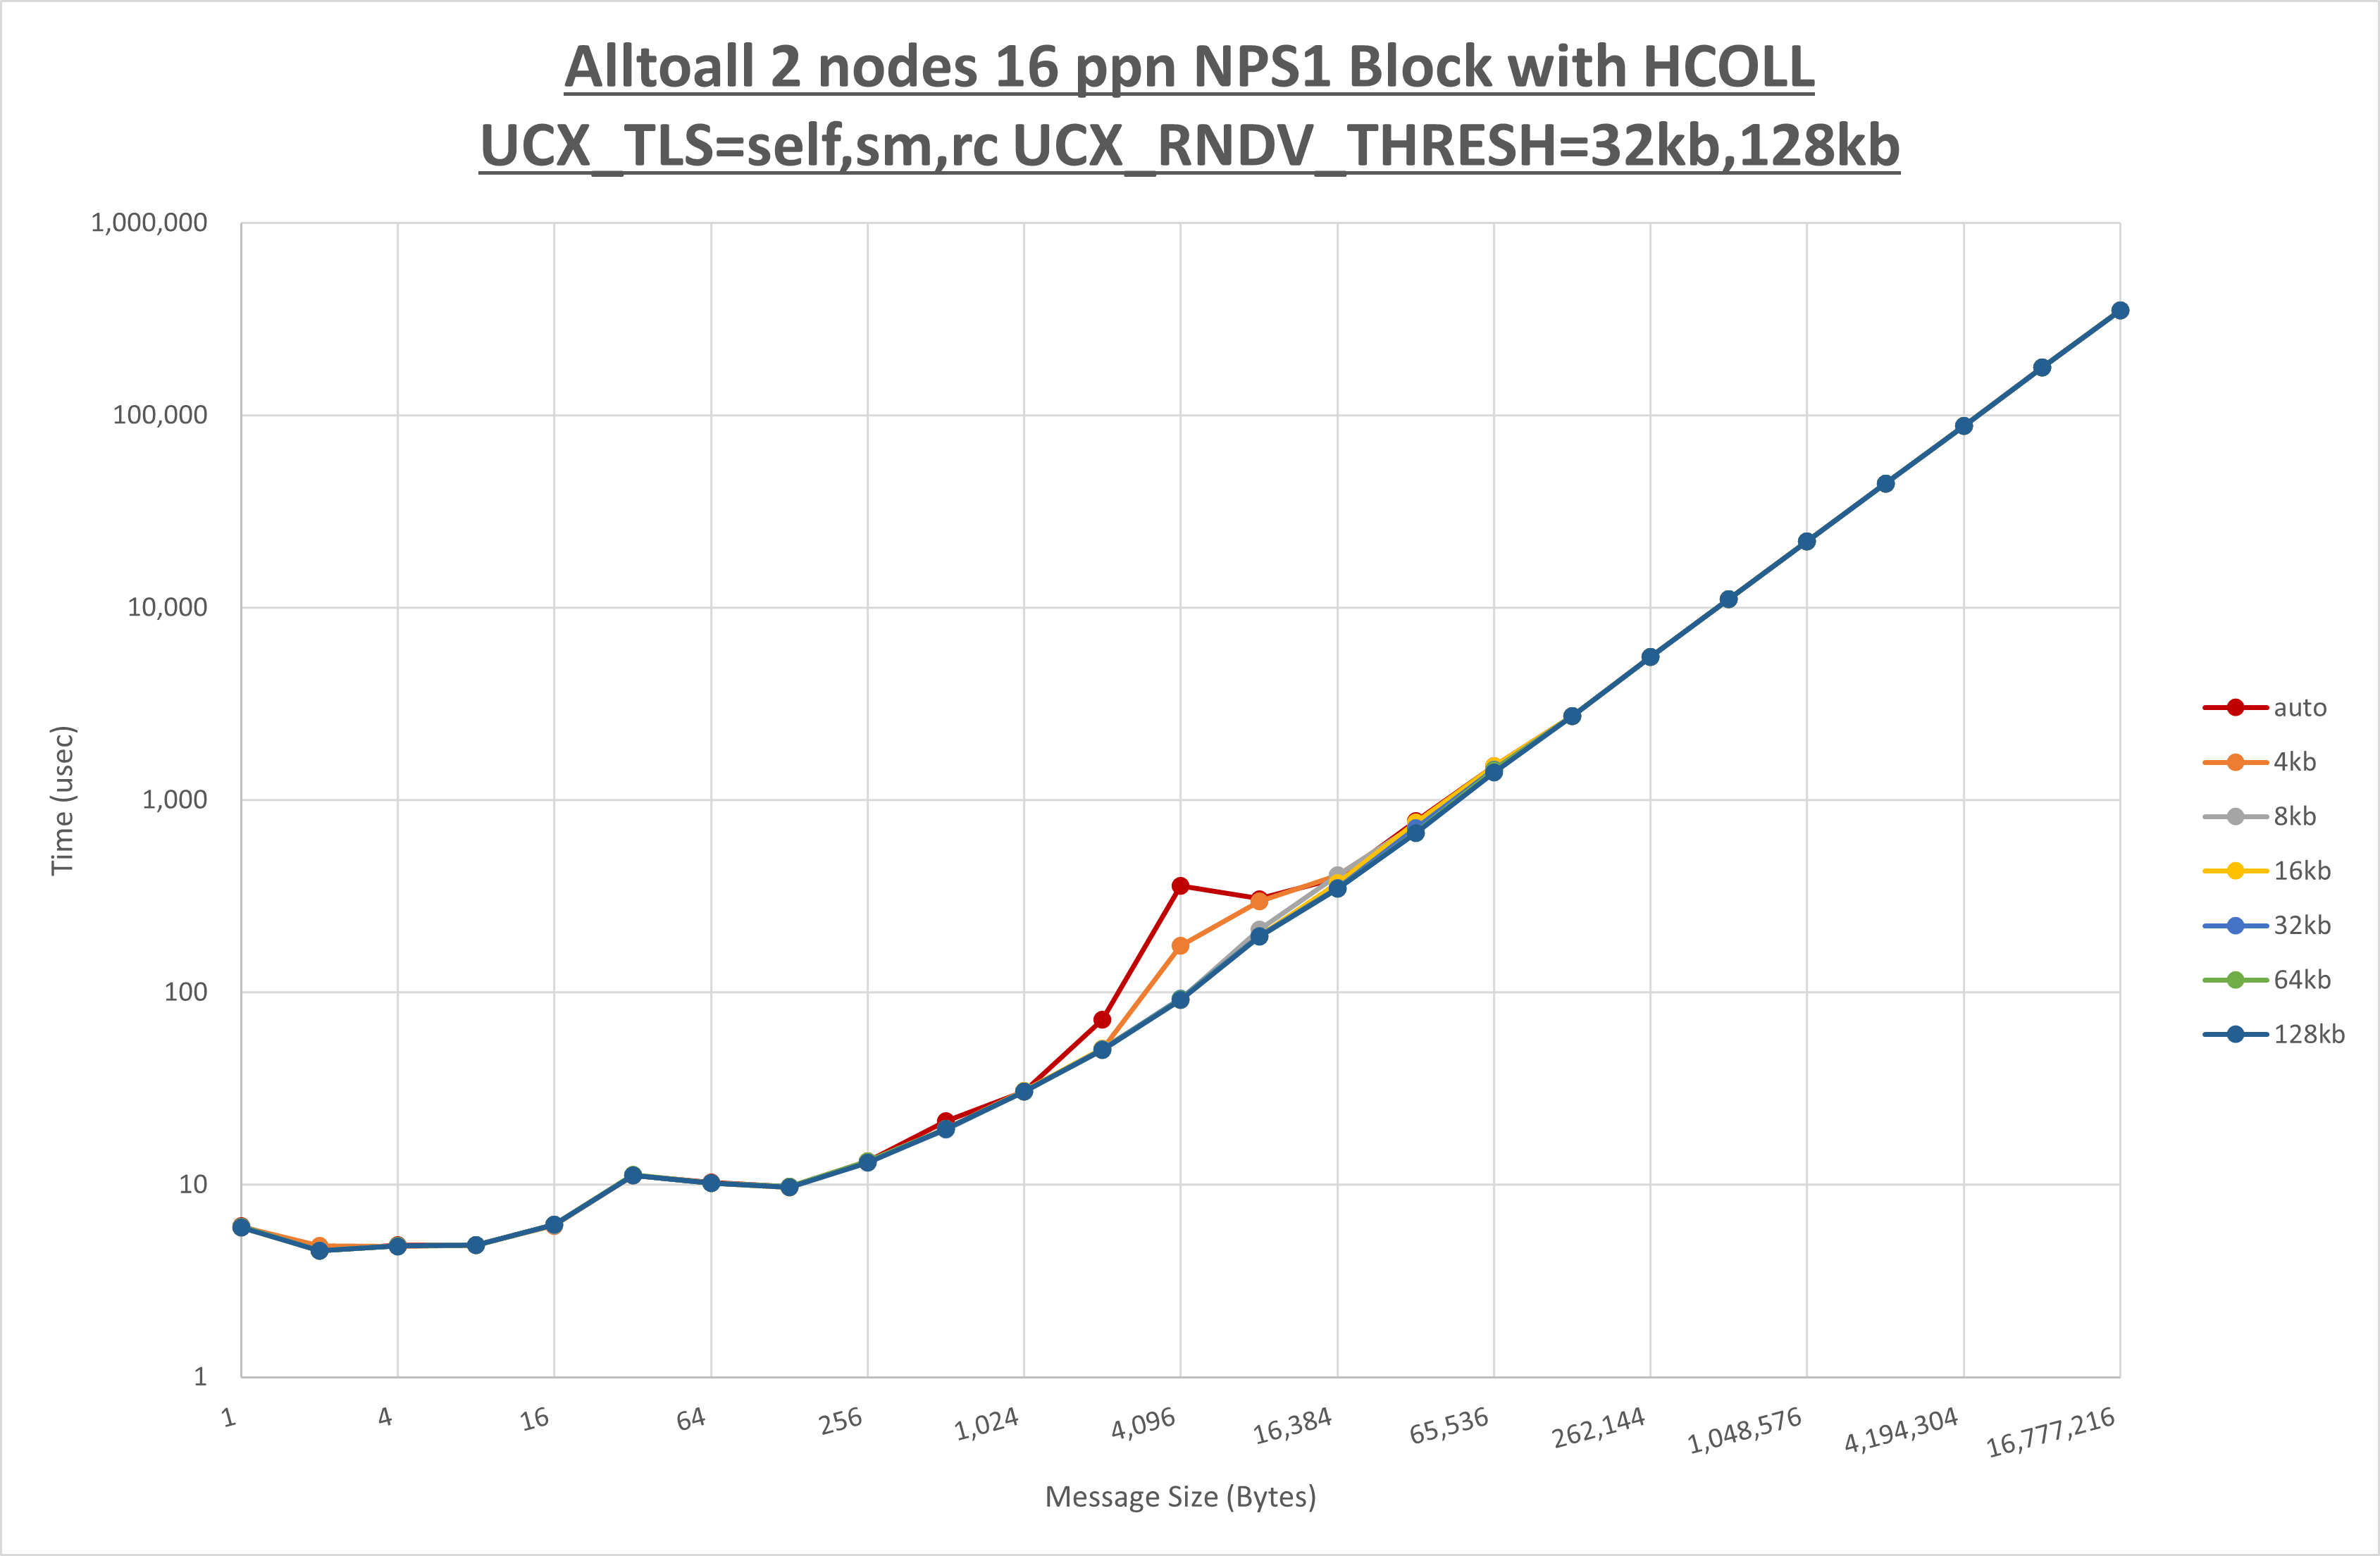 Alltoall 2 nodes 16 ppn NPS1 Block with HCOLL
UCX_TLS=self,sm,rc UCX_RNDV_THRESH=32kb,128kb
1,000,000
100,000
10,000
1,000
100
10
1
Time (usec)
1
4
16
64
256
1,024
4,096
16,384
65,536
262,144
1,048,576
4,194,304
16,777,216
Message Size (Bytes)
auto
4kb
8kb
16kb
32kb
64kb
128kb